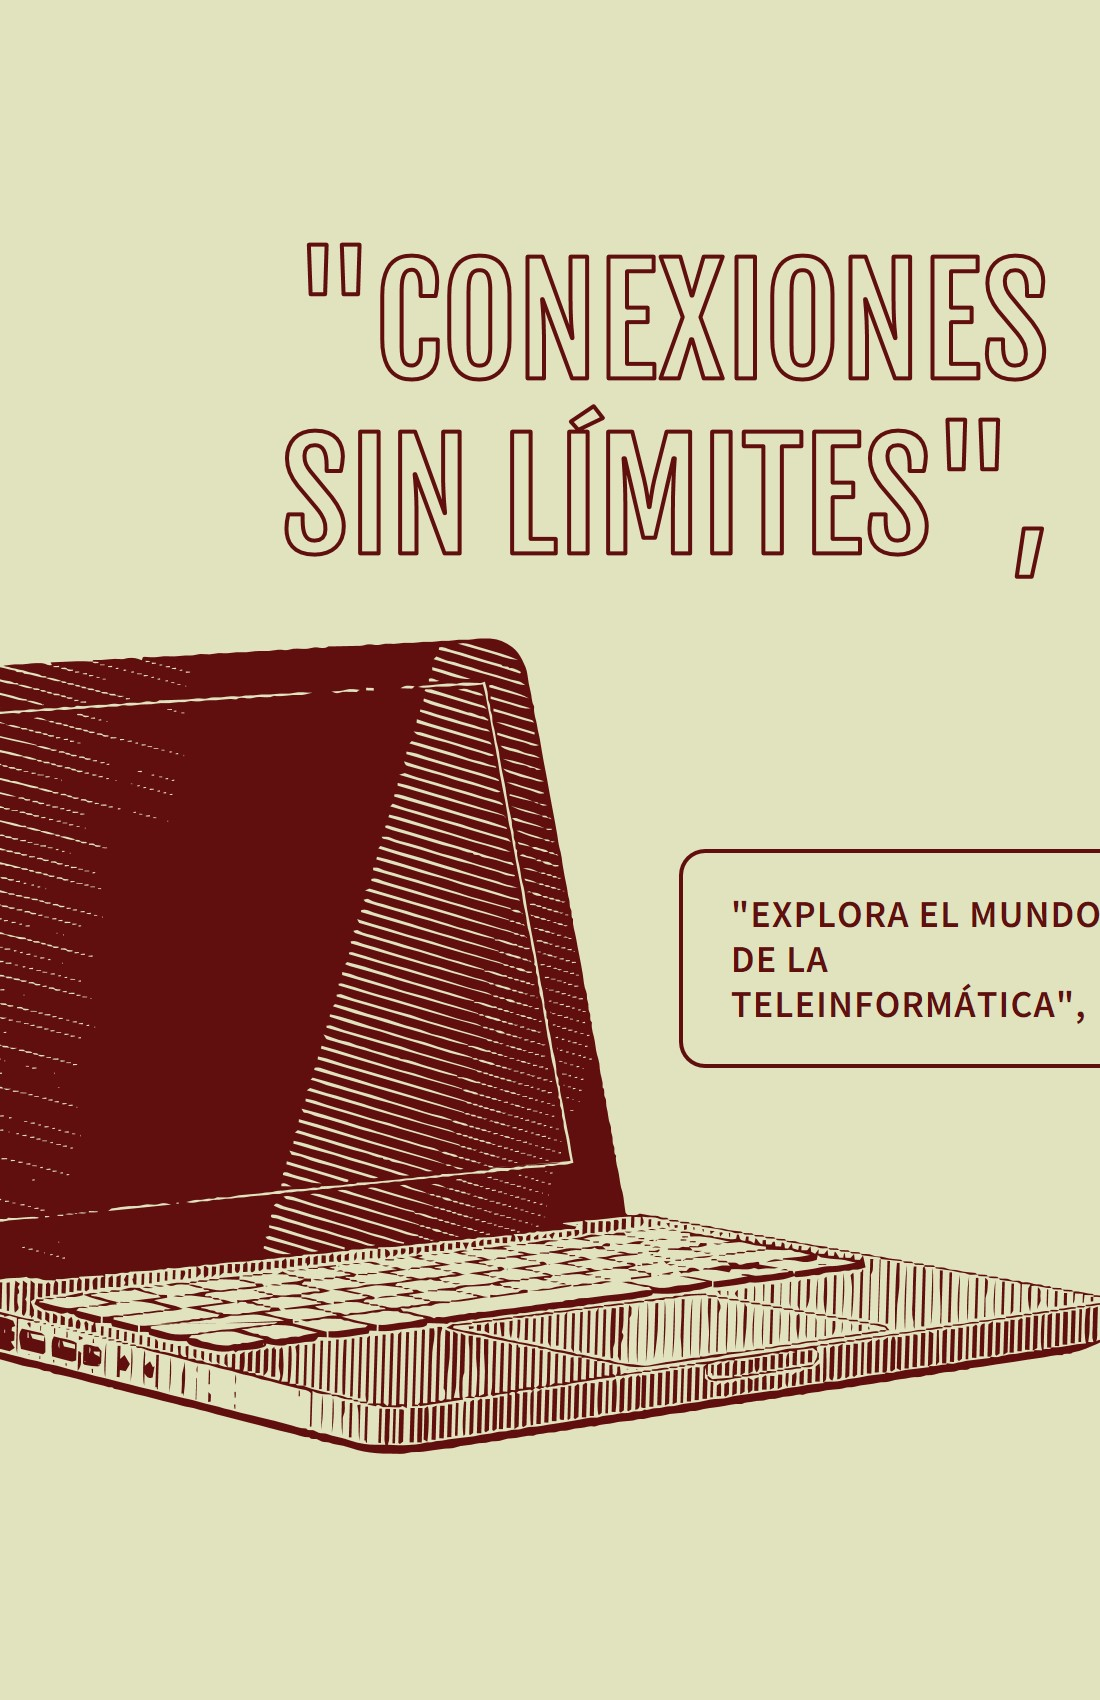 "CONEXIONES
SIN LÍMITES",
"EXPLORA EL MUNDO
DE LA
TELEINFORMÁTICA",